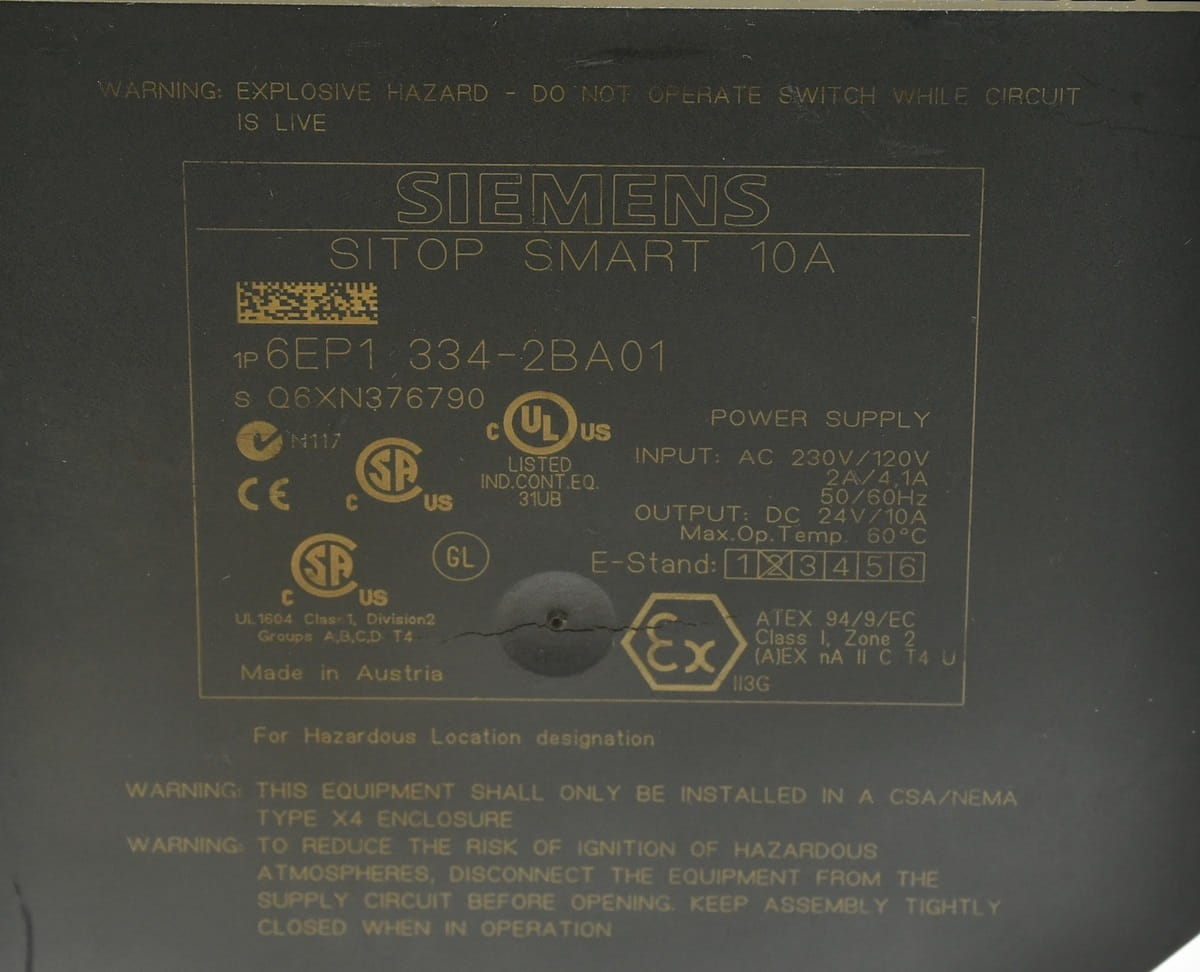 WARNING: EXPLOSIVE HAZARD - DO NOT OPERATE SWITCH WHILE CIRCUIT
IS LIVE
SIEMENS
SITOP SMART 10A
1P 6EP1 334-2BA01
S Q6XN376790
N117
C UL US
LISTED
IND.CONT.EQ.
31UB
CE
C SA US
POWER SUPPLY
INPUT: AC 230V/120V
2A/4.1A
50/60Hz
OUTPUT: DC 24V/10A
Max.Op.Temp. 60°C
E-Stand: 1 2 3 4 5 6
C SA US
GL
UL1604 Class1, Division2
Groups A,B,C,D T4
Made in Austria
Ex
ATEX 94/9/EC
Class I, Zone 2
(A)EX nA II C T4 U
II3G
For Hazardous Location designation
WARNING: THIS EQUIPMENT SHALL ONLY BE INSTALLED IN A CSA/NEMA
TYPE X4 ENCLOSURE
WARNING: TO REDUCE THE RISK OF IGNITION OF HAZARDOUS
ATMOSPHERES, DISCONNECT THE EQUIPMENT FROM THE
SUPPLY CIRCUIT BEFORE OPENING. KEEP ASSEMBLY TIGHTLY
CLOSED WHEN IN OPERATION